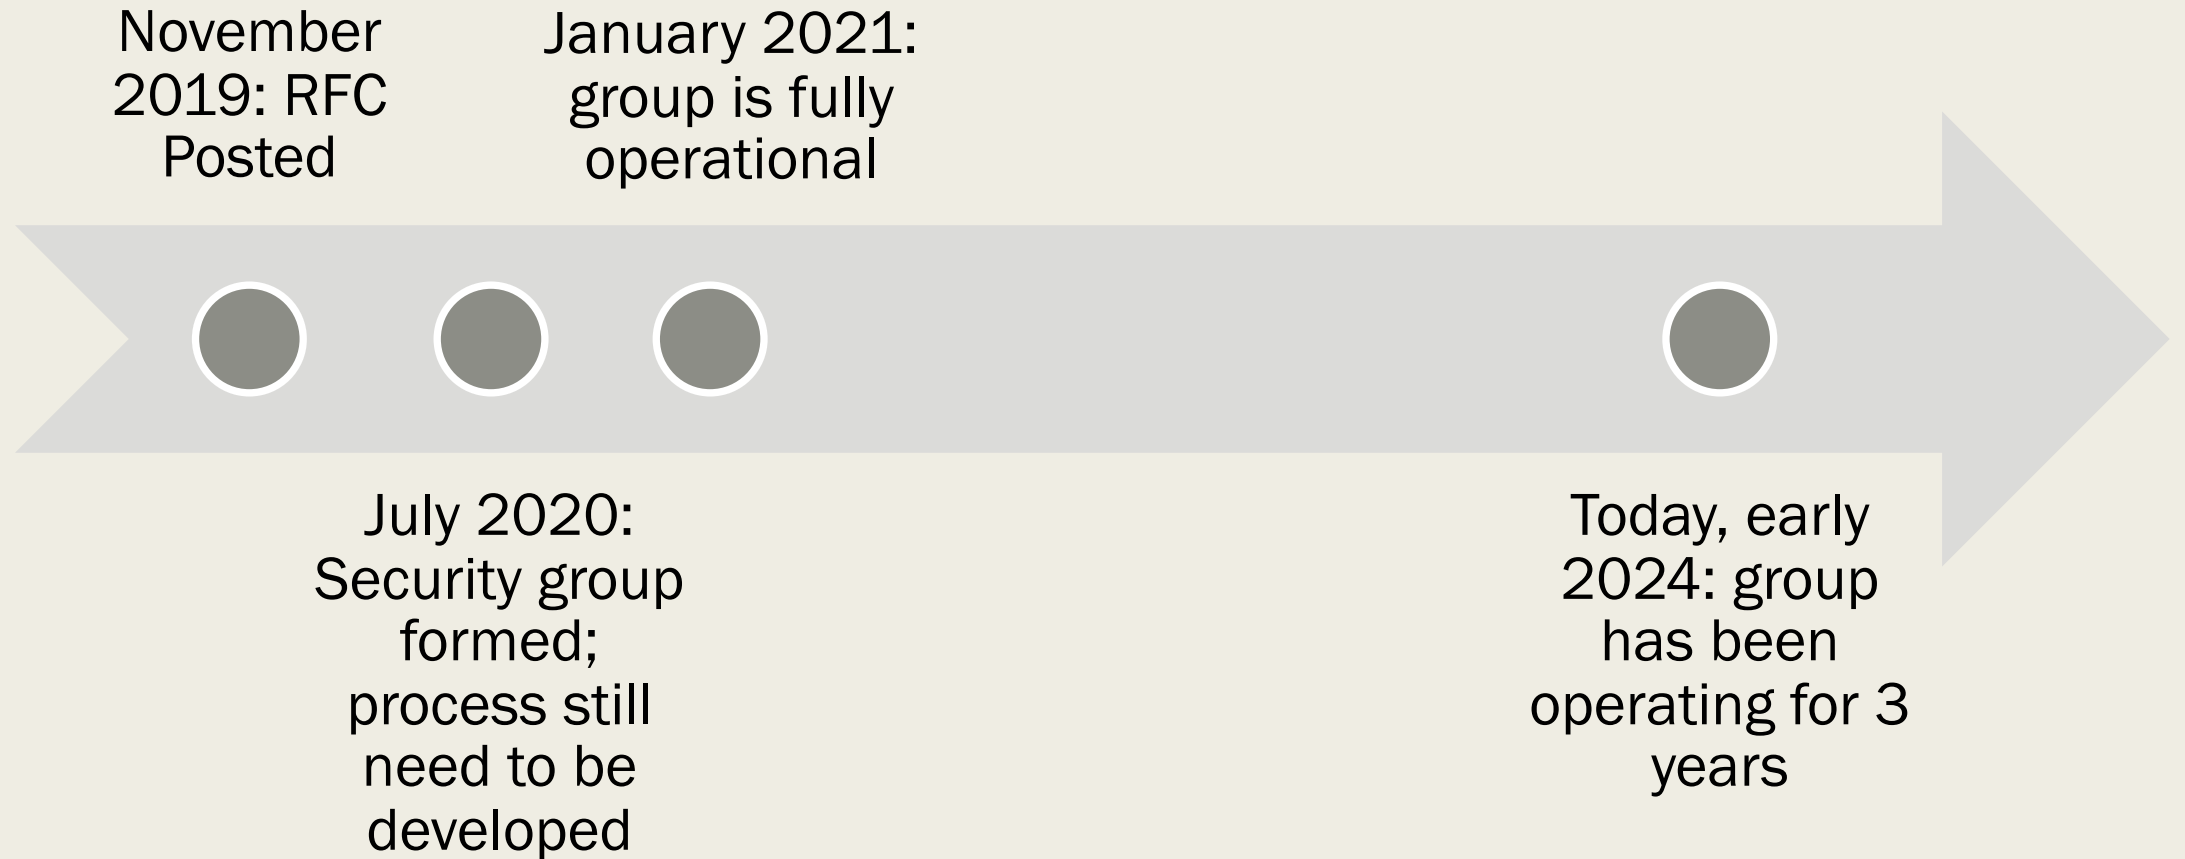 November
2019: RFC
Posted
January 2021:
group is fully
operational
July 2020:
Security group
formed;
process still
need to be
developed
Today, early
2024: group
has been
operating for 3
years